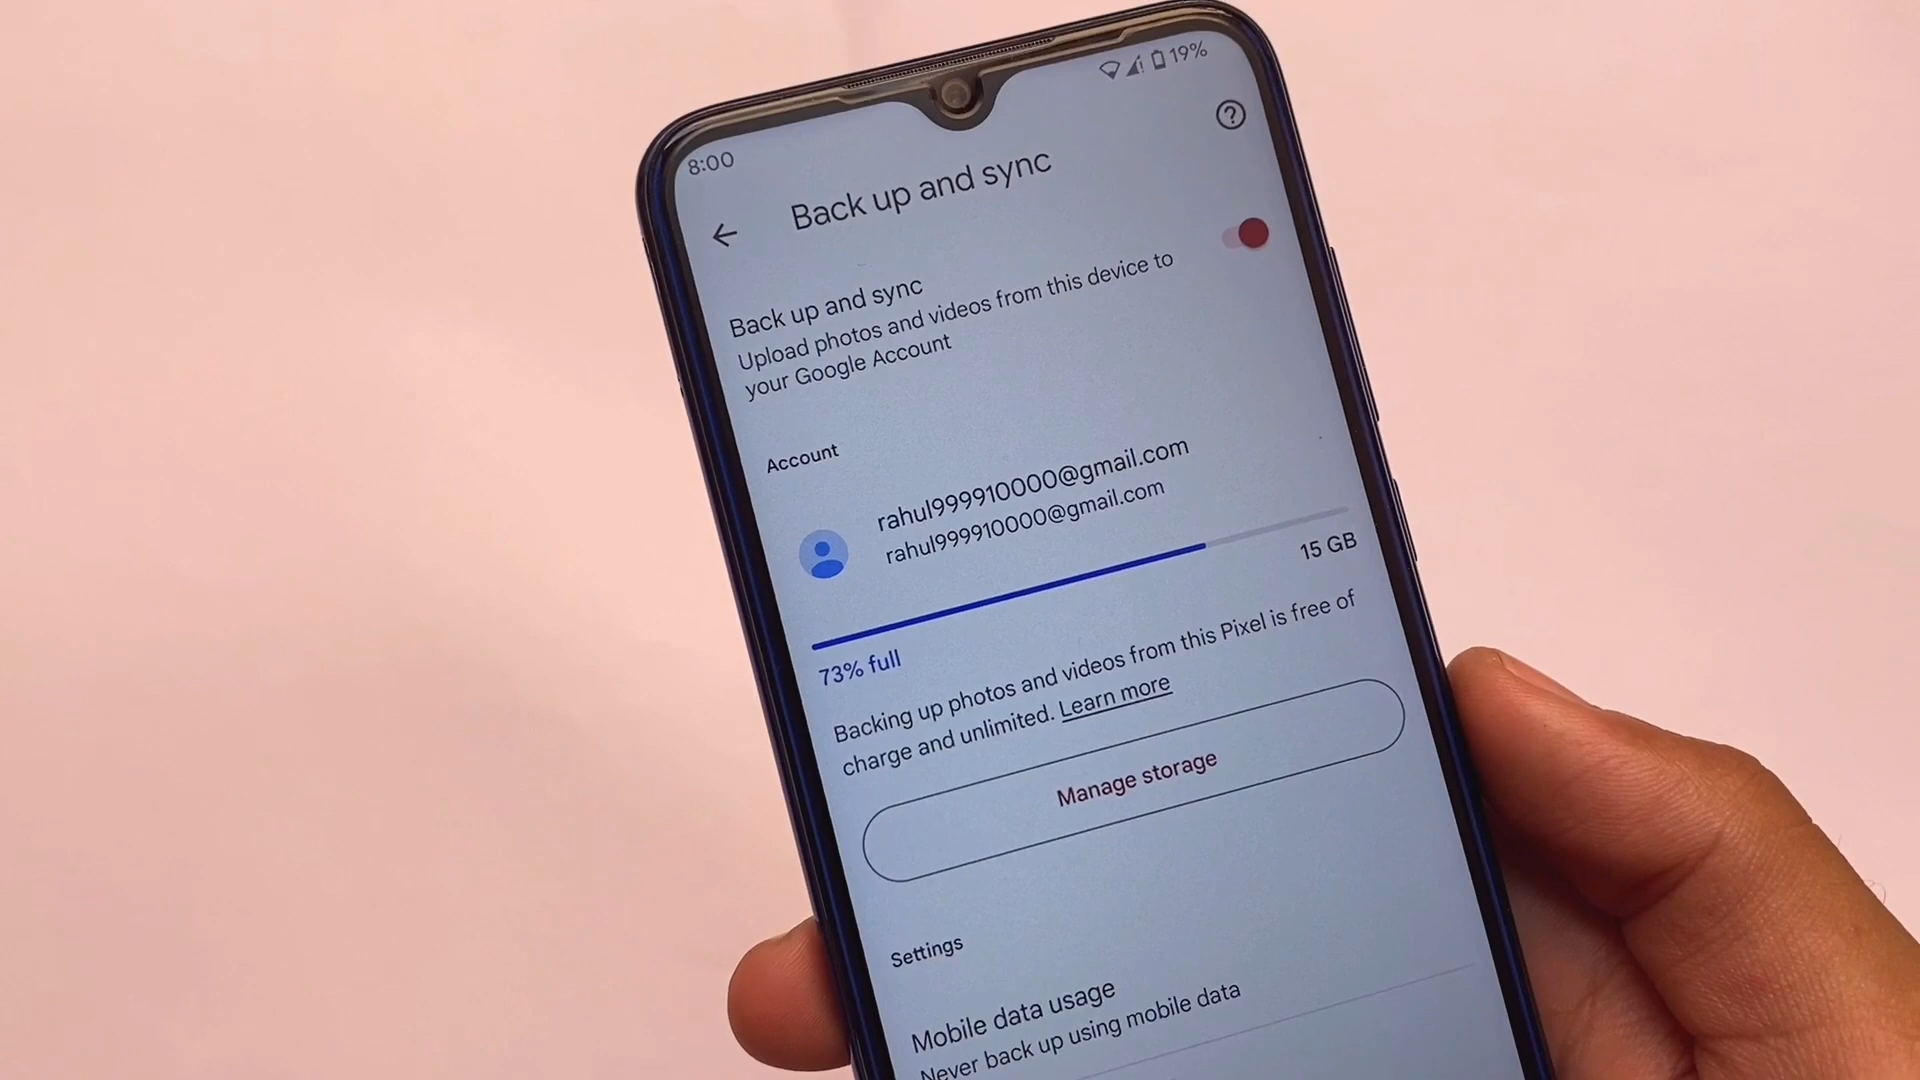 19%
8:00
Back up and sync
Back up and sync
Upload photos and videos from this device to
your Google Account
Account
rahul999910000@gmail.com
rahul999910000@gmail.com
15 GB
73% full
Backing up photos and videos from this Pixel is free of
charge and unlimited. Learn more
Manage storage
Settings
Mobile data usage
Never back up using mobile data